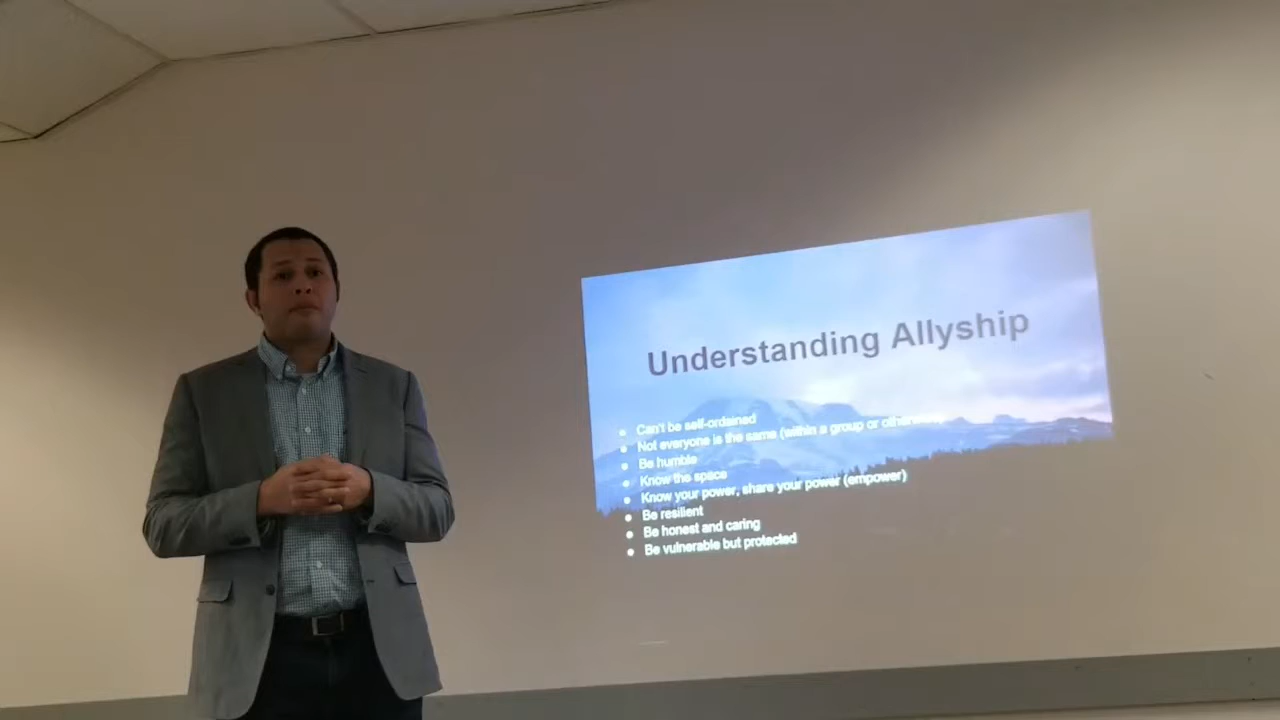 Understanding Allyship
● Can't be self-ordained
● Not everyone is the same (within a group or
● Be humble
● Know the space
● Know your power, share your power (empower)
● Be resilient
● Be honest and caring
● Be vulnerable but protected